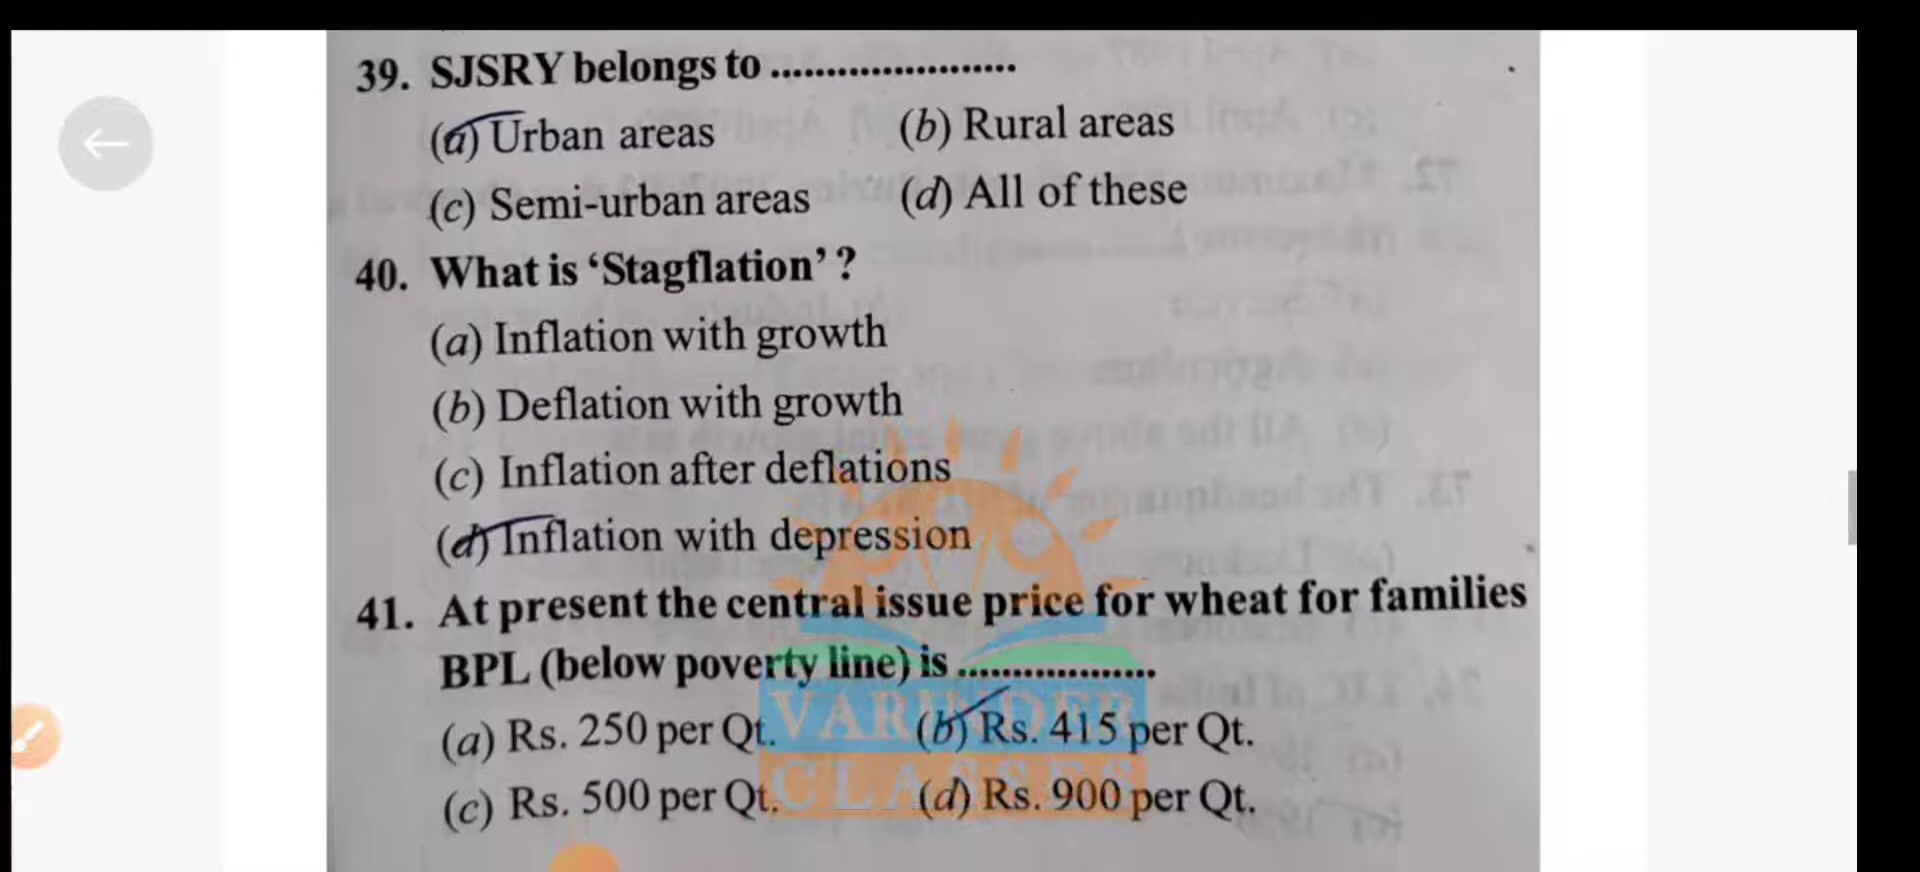 39. SJSRY belongs to .......................
(a) Urban areas (b) Rural areas
(c) Semi-urban areas (d) All of these
40. What is ‘Stagflation’ ?
(a) Inflation with growth
(b) Deflation with growth
(c) Inflation after deflations
(d) Inflation with depression
41. At present the central issue price for wheat for families
BPL (below poverty line) is ..................
(a) Rs. 250 per Qt. (b) Rs. 415 per Qt.
(c) Rs. 500 per Qt. (d) Rs. 900 per Qt.
VARINDER
CLASSES